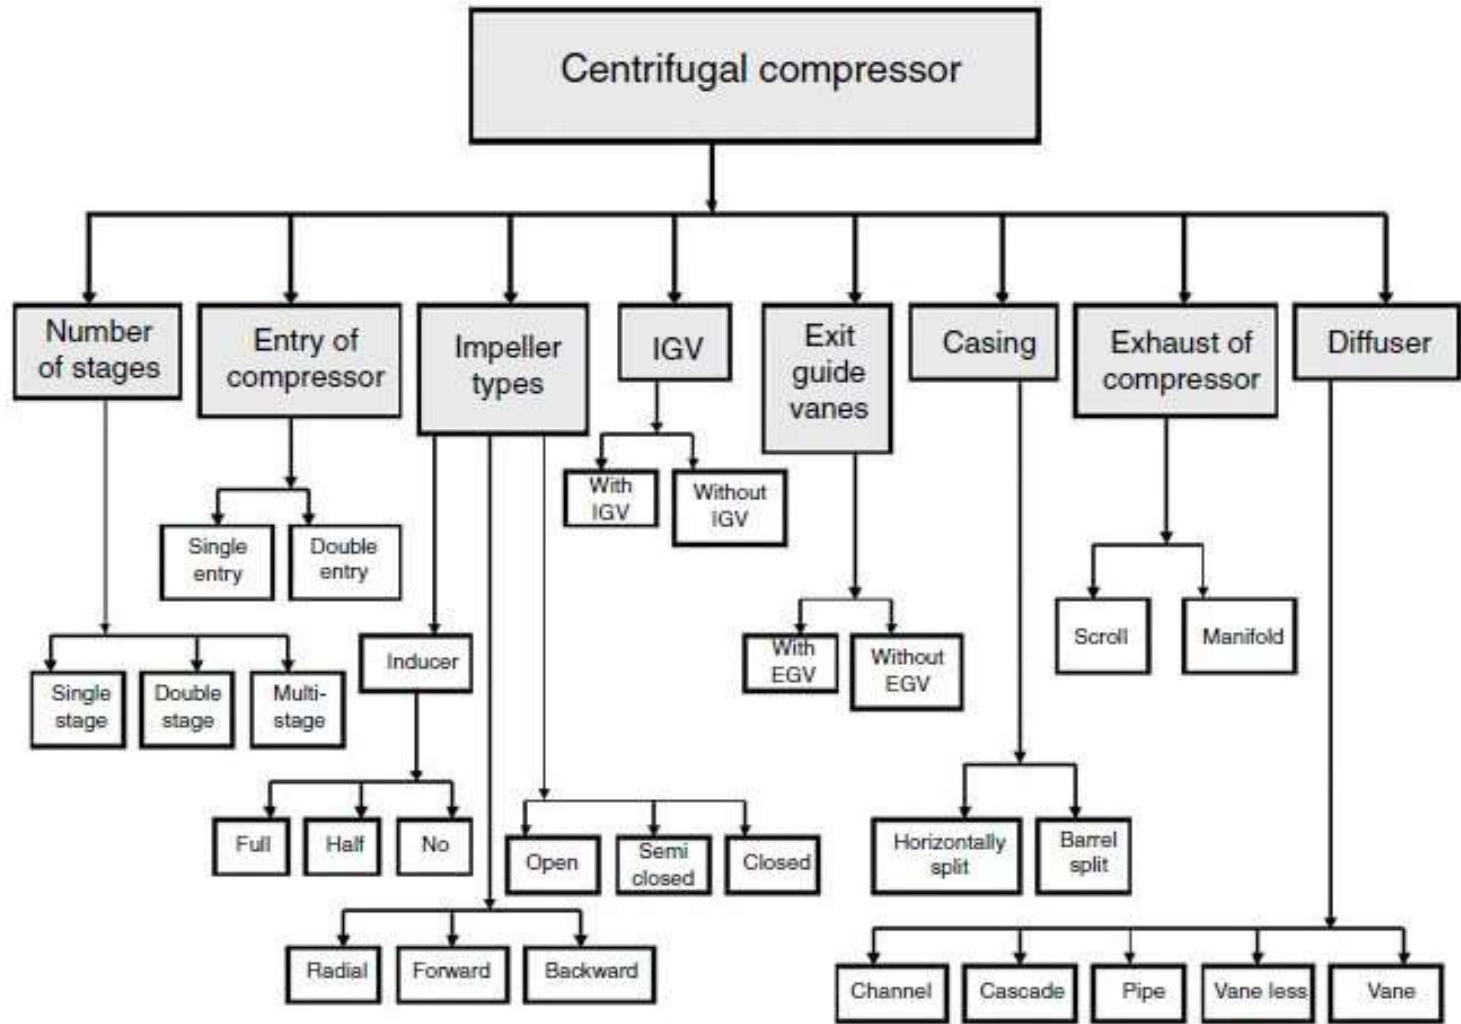 Centrifugal compressor
Number
of stages
Entry of
compressor
Impeller
types
IGV
Exit
guide
vanes
Casing
Exhaust of
compressor
Diffuser
With
IGV
Without
IGV
Single
entry
Double
entry
Scroll
Manifold
With
EGV
Without
EGV
Inducer
Single
stage
Double
stage
Multi-
stage
Full
Half
No
Open
Semi
closed
Closed
Horizontally
split
Barrel
split
Radial
Forward
Backward
Channel
Cascade
Pipe
Vane less
Vane